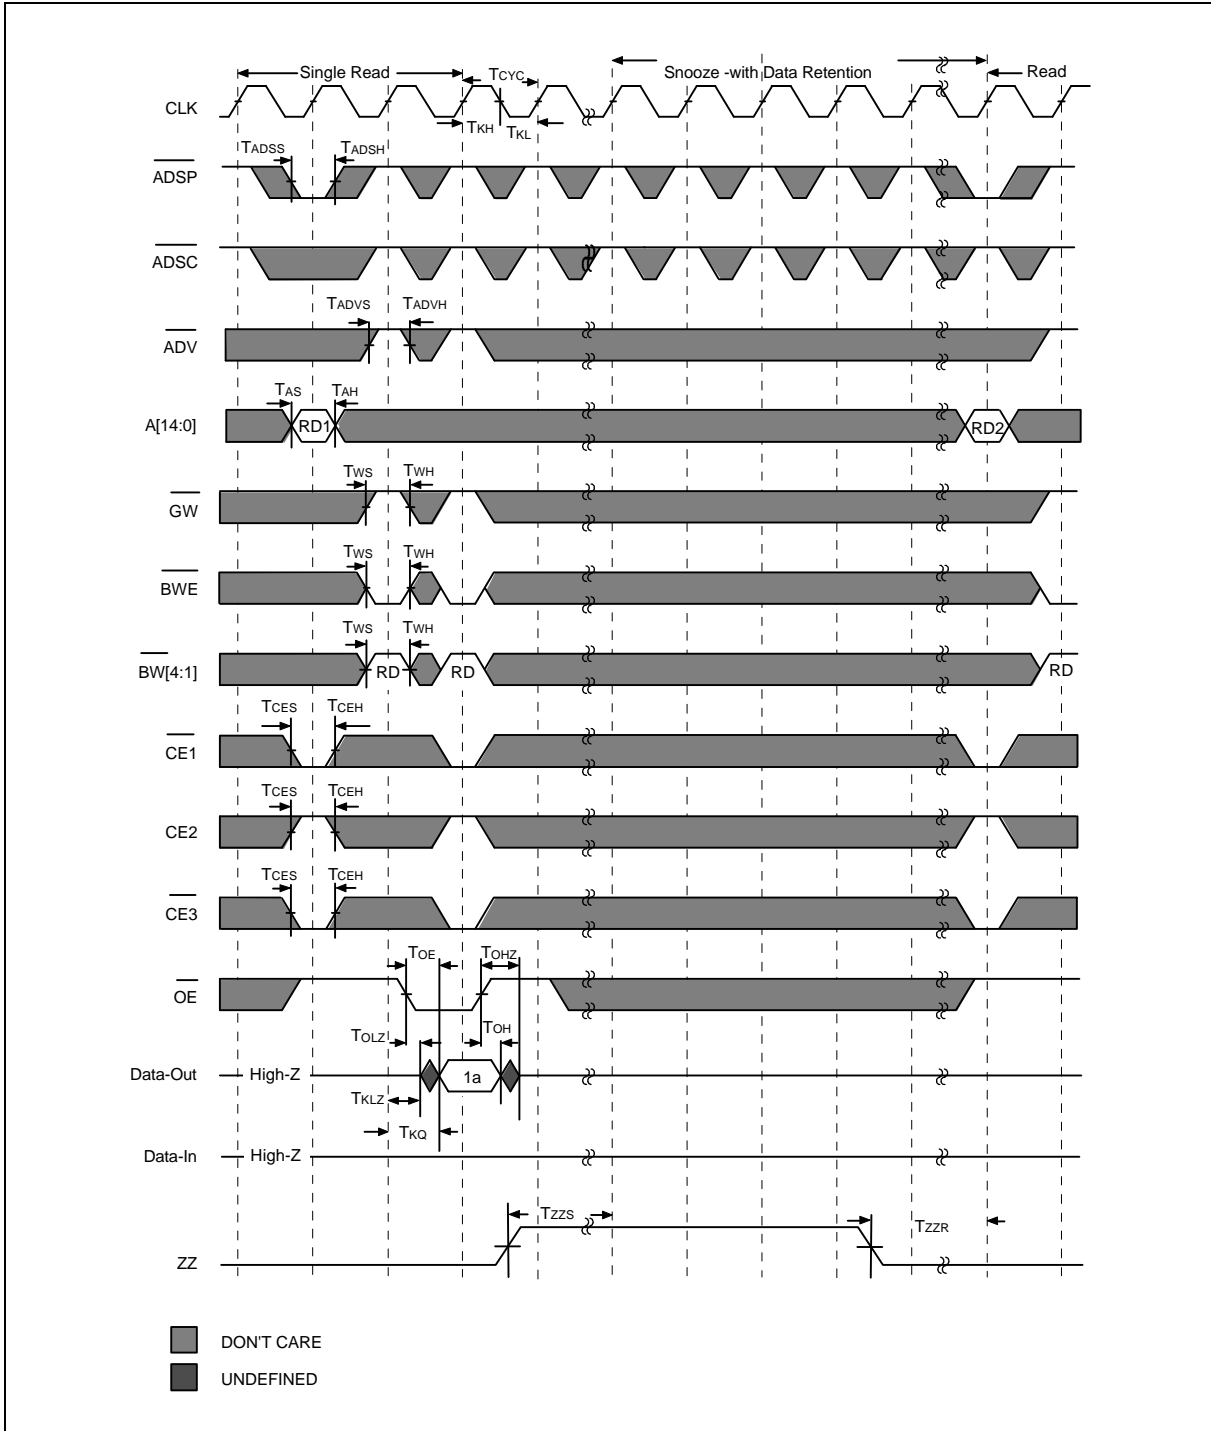 Single Read TCYC Snooze -with Data Retention Read
CLK
TKH TKL
TADSS TADSH
ADSP
ADSC
TADVS TADVH
ADV
TAS TAH
A[14:0] RD1 RD2
TWS TWH
GW
TWS TWH
BWE
TWS TWH
BW[4:1] RD RD RD
TCES TCEH
CE1
TCES TCEH
CE2
TCES TCEH
CE3
TOE TOHZ
OE
TOLZ TOH
Data-Out High-Z 1a
TKLZ
TKQ
Data-In High-Z
TZZS TZZR
ZZ
DON'T CARE
UNDEFINED